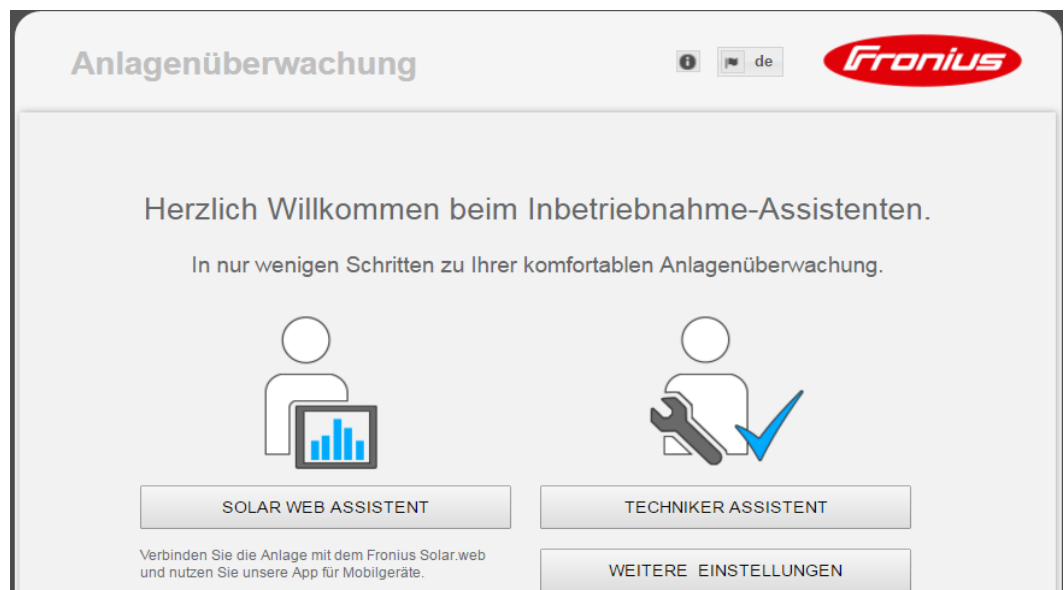 Anlagenüberwachung
de
Fronius
Herzlich Willkommen beim Inbetriebnahme-Assistenten.
In nur wenigen Schritten zu Ihrer komfortablen Anlagenüberwachung.
SOLAR WEB ASSISTENT
TECHNIKER ASSISTENT
Verbinden Sie die Anlage mit dem Fronius Solar.web
und nutzen Sie unsere App für Mobilgeräte.
WEITERE EINSTELLUNGEN